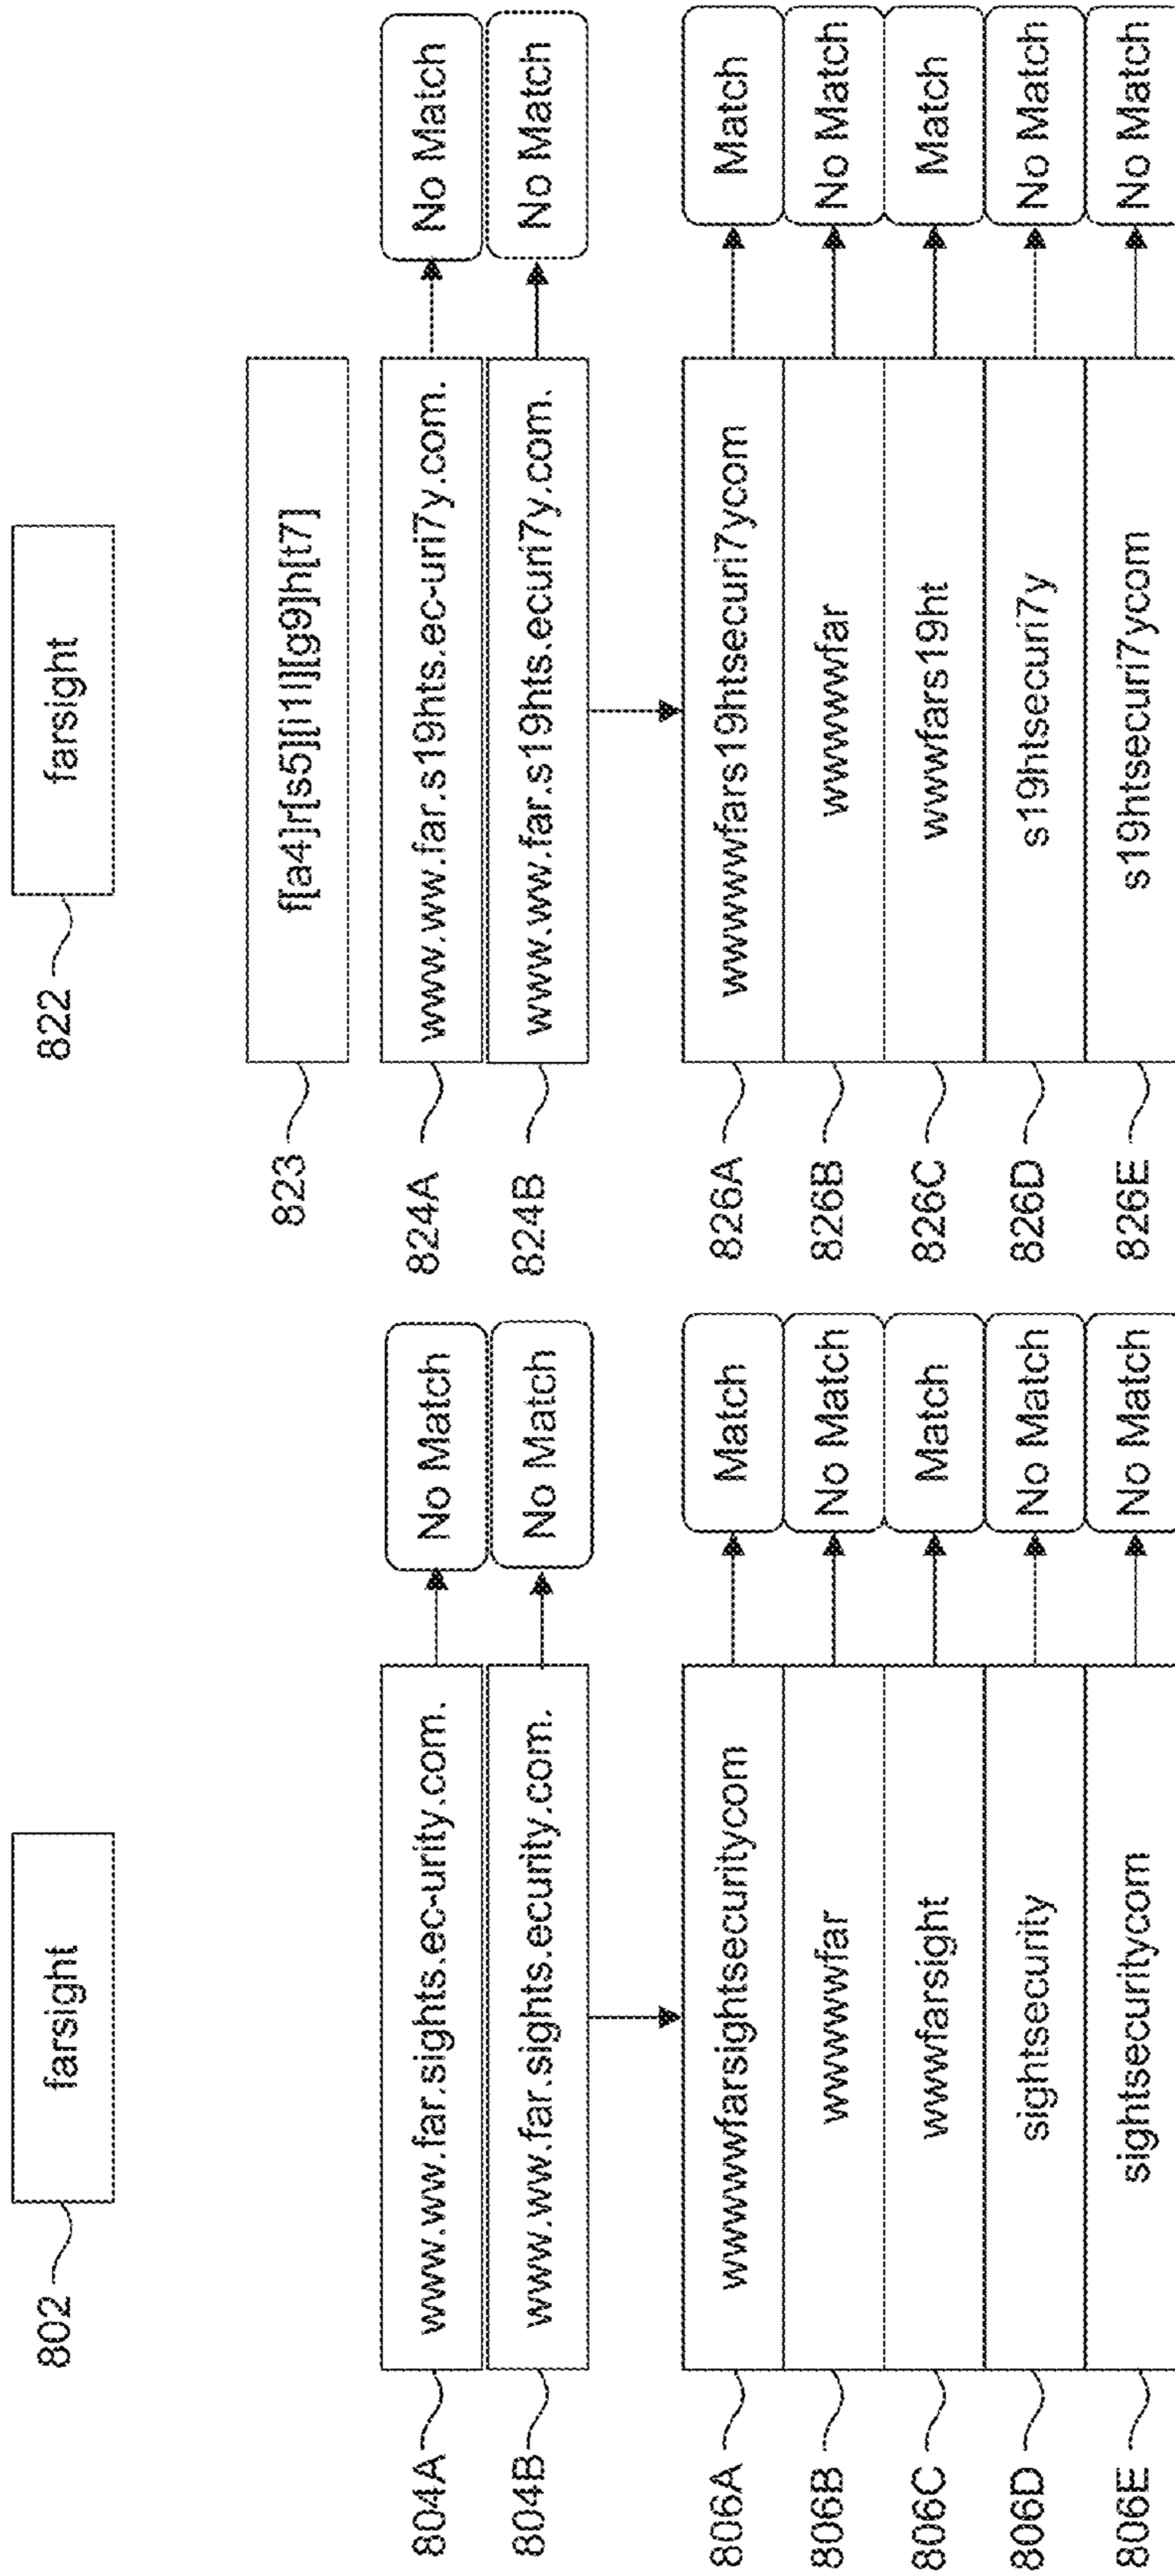 802
farsight
804A
www.ww.far.sights.ec-urity.com.
No Match
804B
www.ww.far.sights.ecurity.com.
No Match
806A
wwwwfarsightsecuritycom
Match
806B
wwwwfar
No Match
806C
wwwfarsight
Match
806D
sightsecurity
No Match
806E
sightsecuritycom
No Match
822
farsight
823
f[a4]r[s5][i1l][g9]h[t7]
824A
www.ww.far.s19hts.ec-uri7y.com.
No Match
824B
www.ww.far.s19hts.ecuri7y.com.
No Match
826A
wwwwfars19htsecuri7ycom
Match
826B
wwwwfar
No Match
826C
wwwfars19ht
Match
826D
s19htsecuri7y
No Match
826E
s19htsecuri7ycom
No Match